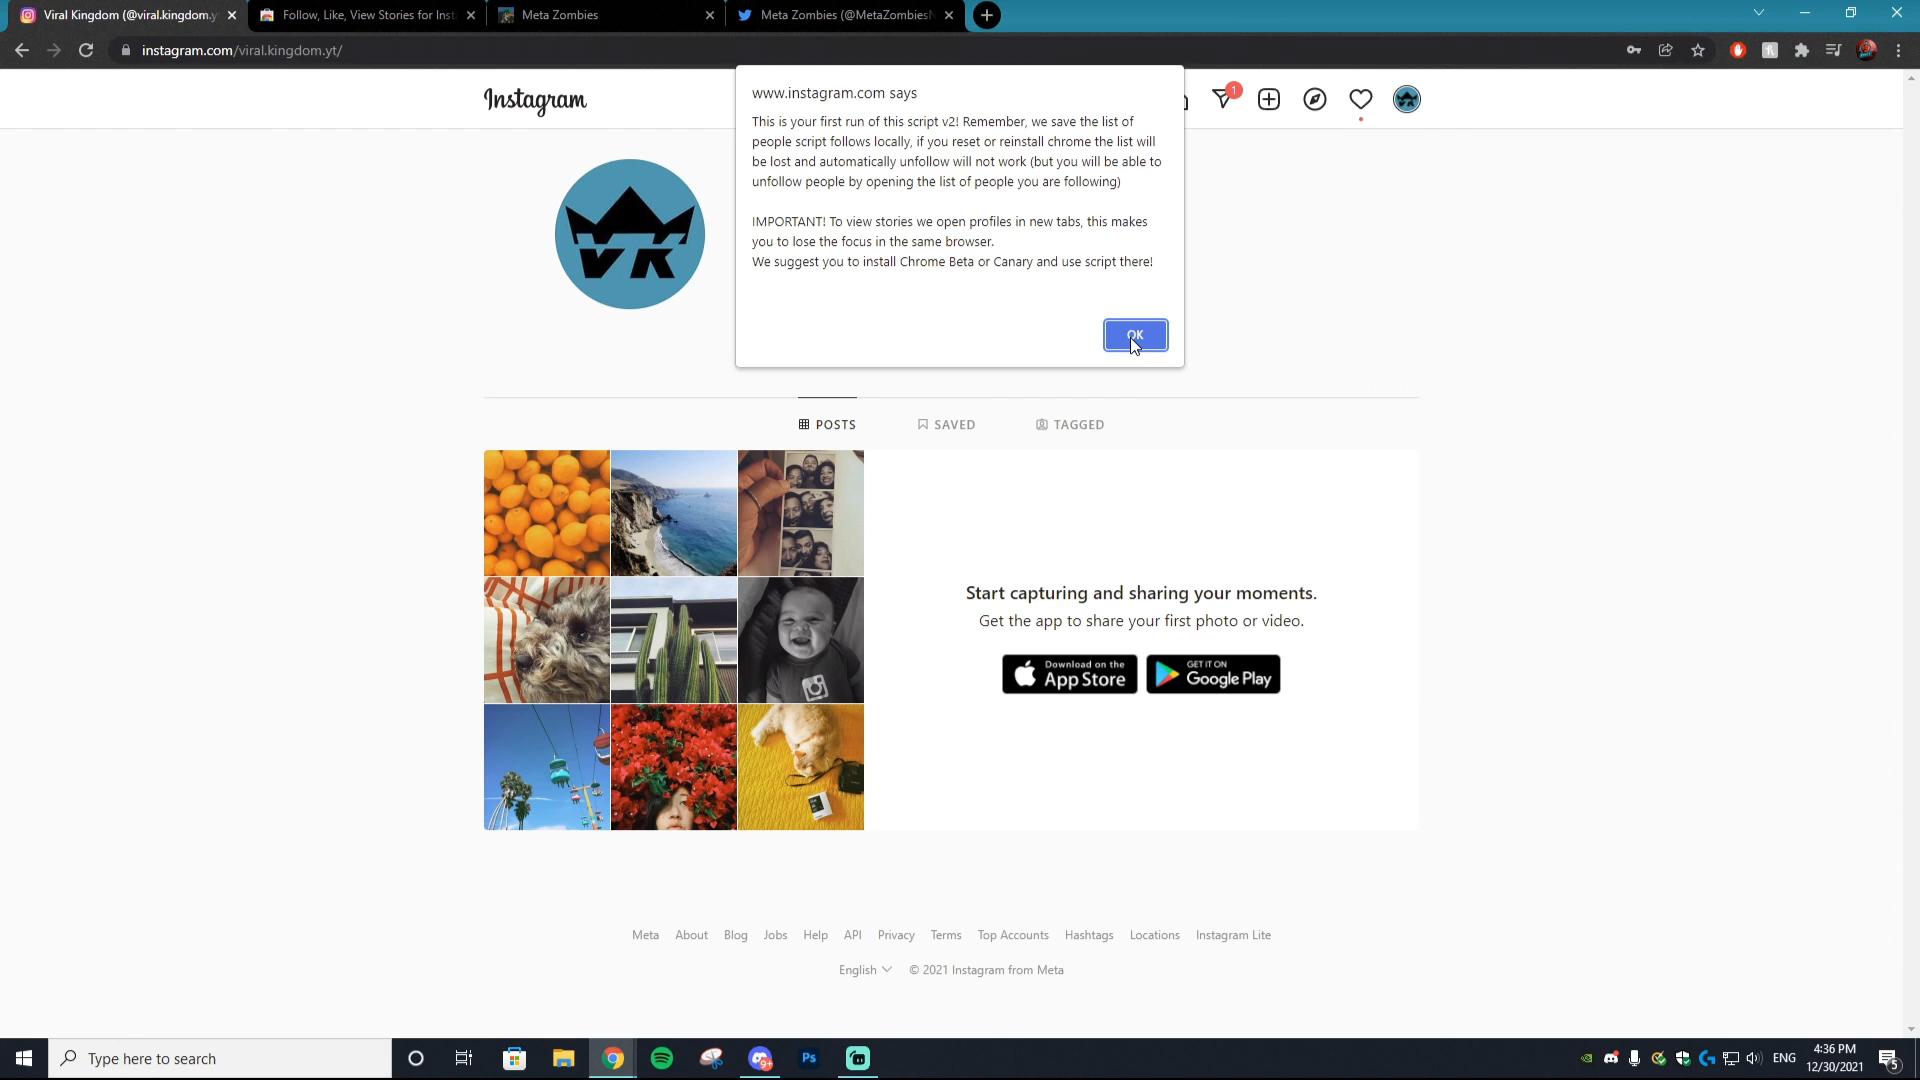 Viral Kingdom (@viral.kingdom.y
Follow, Like, View Stories for Inst
Meta Zombies
Meta Zombies (@MetaZombiesN
instagram.com/viral.kingdom.yt/
Instagram
1
www.instagram.com says
This is your first run of this script v2! Remember, we save the list of
people script follows locally, if you reset or reinstall chrome the list will
be lost and automatically unfollow will not work (but you will be able to
unfollow people by opening the list of people you are following)
IMPORTANT! To view stories we open profiles in new tabs, this makes
you to lose the focus in the same browser.
We suggest you to install Chrome Beta or Canary and use script there!
OK
VK
POSTS
SAVED
TAGGED
Start capturing and sharing your moments.
Get the app to share your first photo or video.
Download on the
App Store
GET IT ON
Google Play
Meta About Blog Jobs Help API Privacy Terms Top Accounts Hashtags Locations Instagram Lite
English © 2021 Instagram from Meta
Type here to search
9+
Ps
ENG
4:36 PM
12/30/2021
5